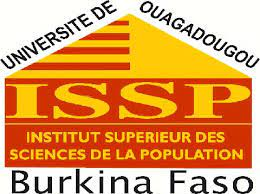 UNIVERSITE DE OUAGADOUGOU
ISSP
INSTITUT SUPERIEUR DES
SCIENCES DE LA POPULATION
Burkina Faso